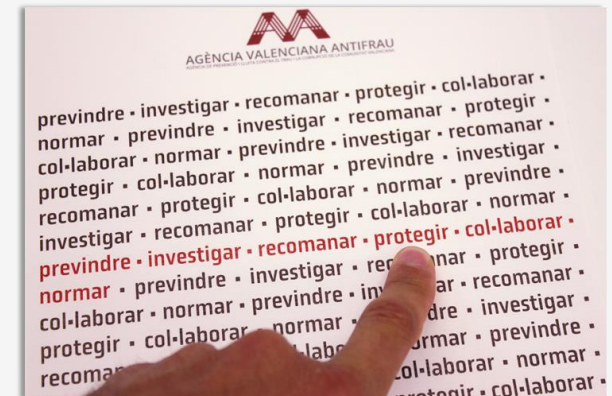 AGÈNCIA VALENCIANA ANTIFRAU
previndre · investigar · recomanar · protegir · col·laborar ·
normar · previndre · investigar · recomanar · protegir ·
col·laborar · normar · previndre · investigar · recomanar ·
protegir · col·laborar · normar · previndre · investigar ·
recomanar · protegir · col·laborar · normar · previndre ·
investigar · recomanar · protegir · col·laborar · normar ·
previndre · investigar · recomanar · protegir · col·laborar ·
normar · previndre · investigar · protegir ·
col·laborar · normar · previndre · recomanar ·
protegir · col·laborar · normar · investigar ·
previndre ·
col·laborar · normar ·
col·laborar ·